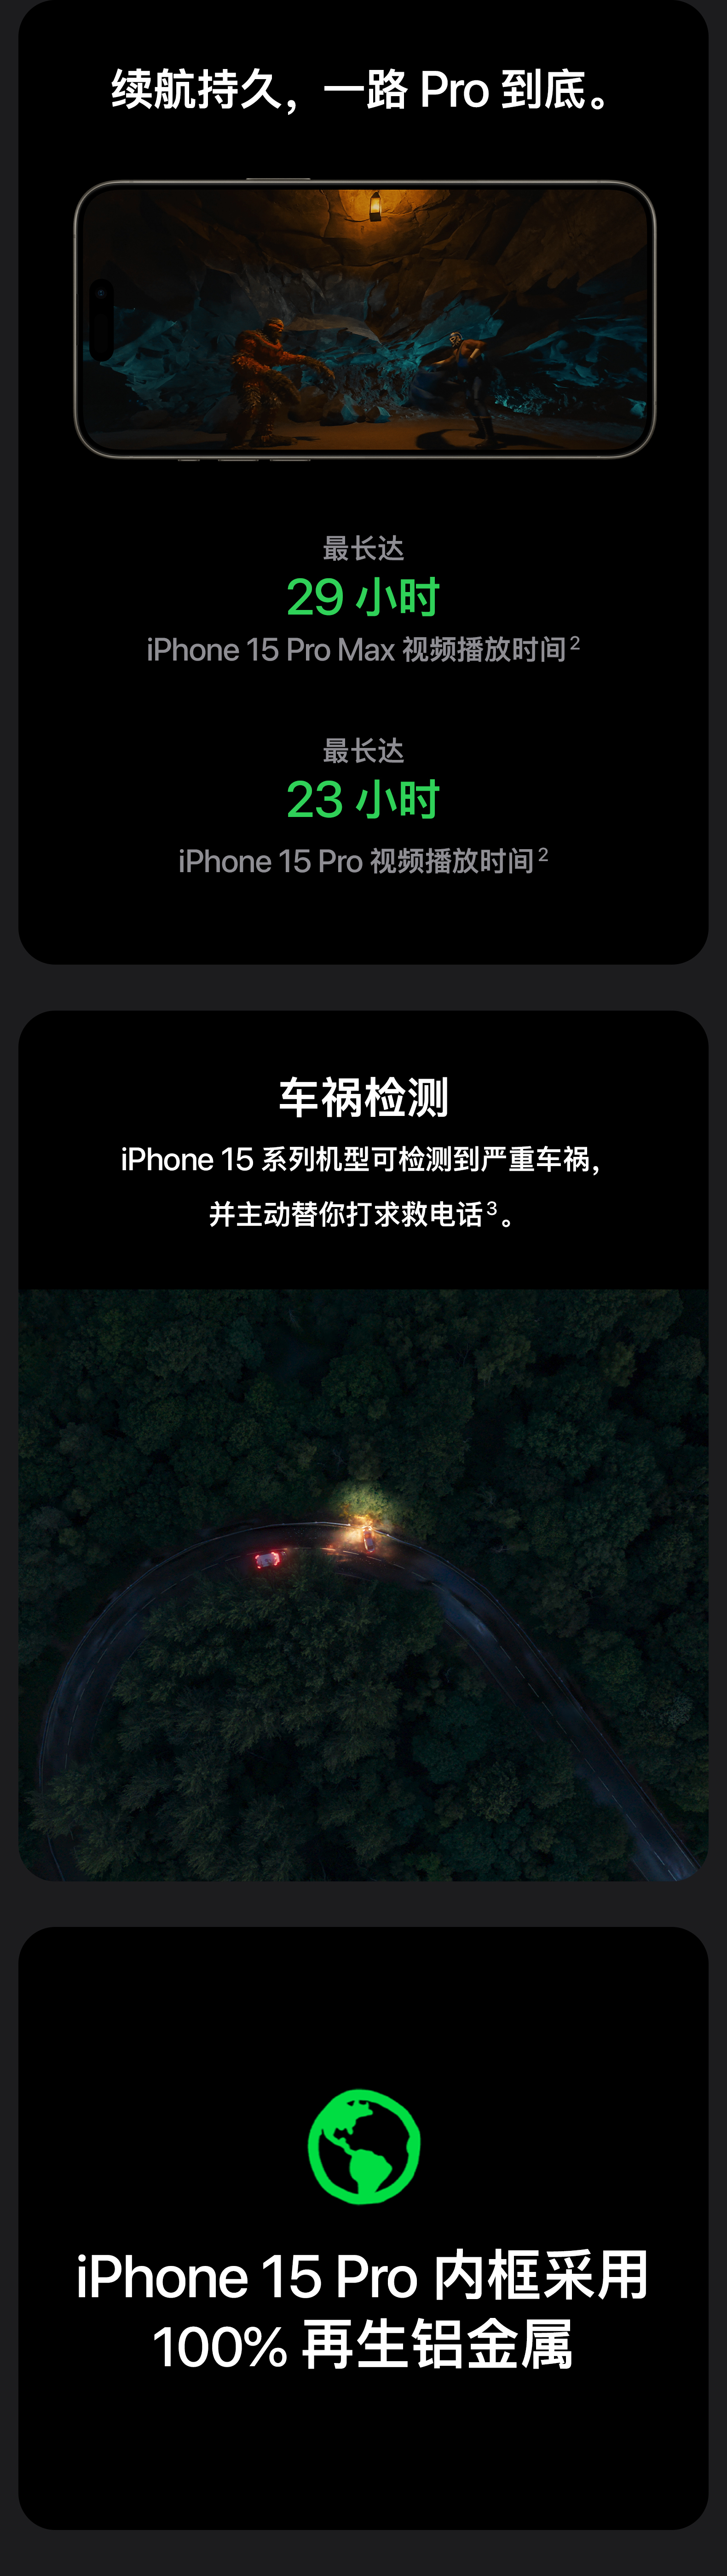 续航持久，一路 Pro 到底。
最长达
29 小时
iPhone 15 Pro Max 视频播放时间2
最长达
23 小时
iPhone 15 Pro 视频播放时间2
车祸检测
iPhone 15 系列机型可检测到严重车祸，
并主动替你打求救电话3。
iPhone 15 Pro 内框采用
100% 再生铝金属